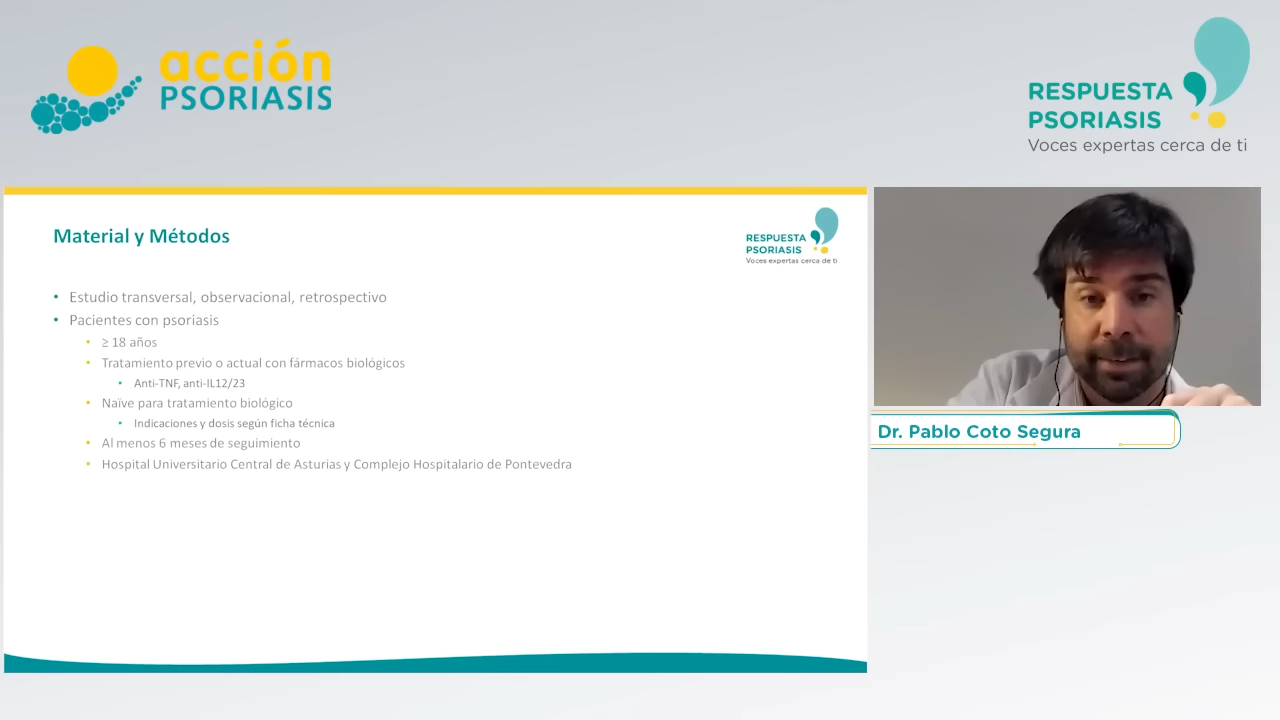 acción
PSORIASIS
RESPUESTA
PSORIASIS
Voces expertas cerca de ti
Material y Métodos
RESPUESTA
PSORIASIS
Voces expertas cerca de ti
• Estudio transversal, observacional, retrospectivo
• Pacientes con psoriasis
• ≥ 18 años
• Tratamiento previo o actual con fármacos biológicos
• Anti-TNF, anti-IL12/23
• Naïve para tratamiento biológico
• Indicaciones y dosis según ficha técnica
• Al menos 6 meses de seguimiento
• Hospital Universitario Central de Asturias y Complejo Hospitalario de Pontevedra
Dr. Pablo Coto Segura